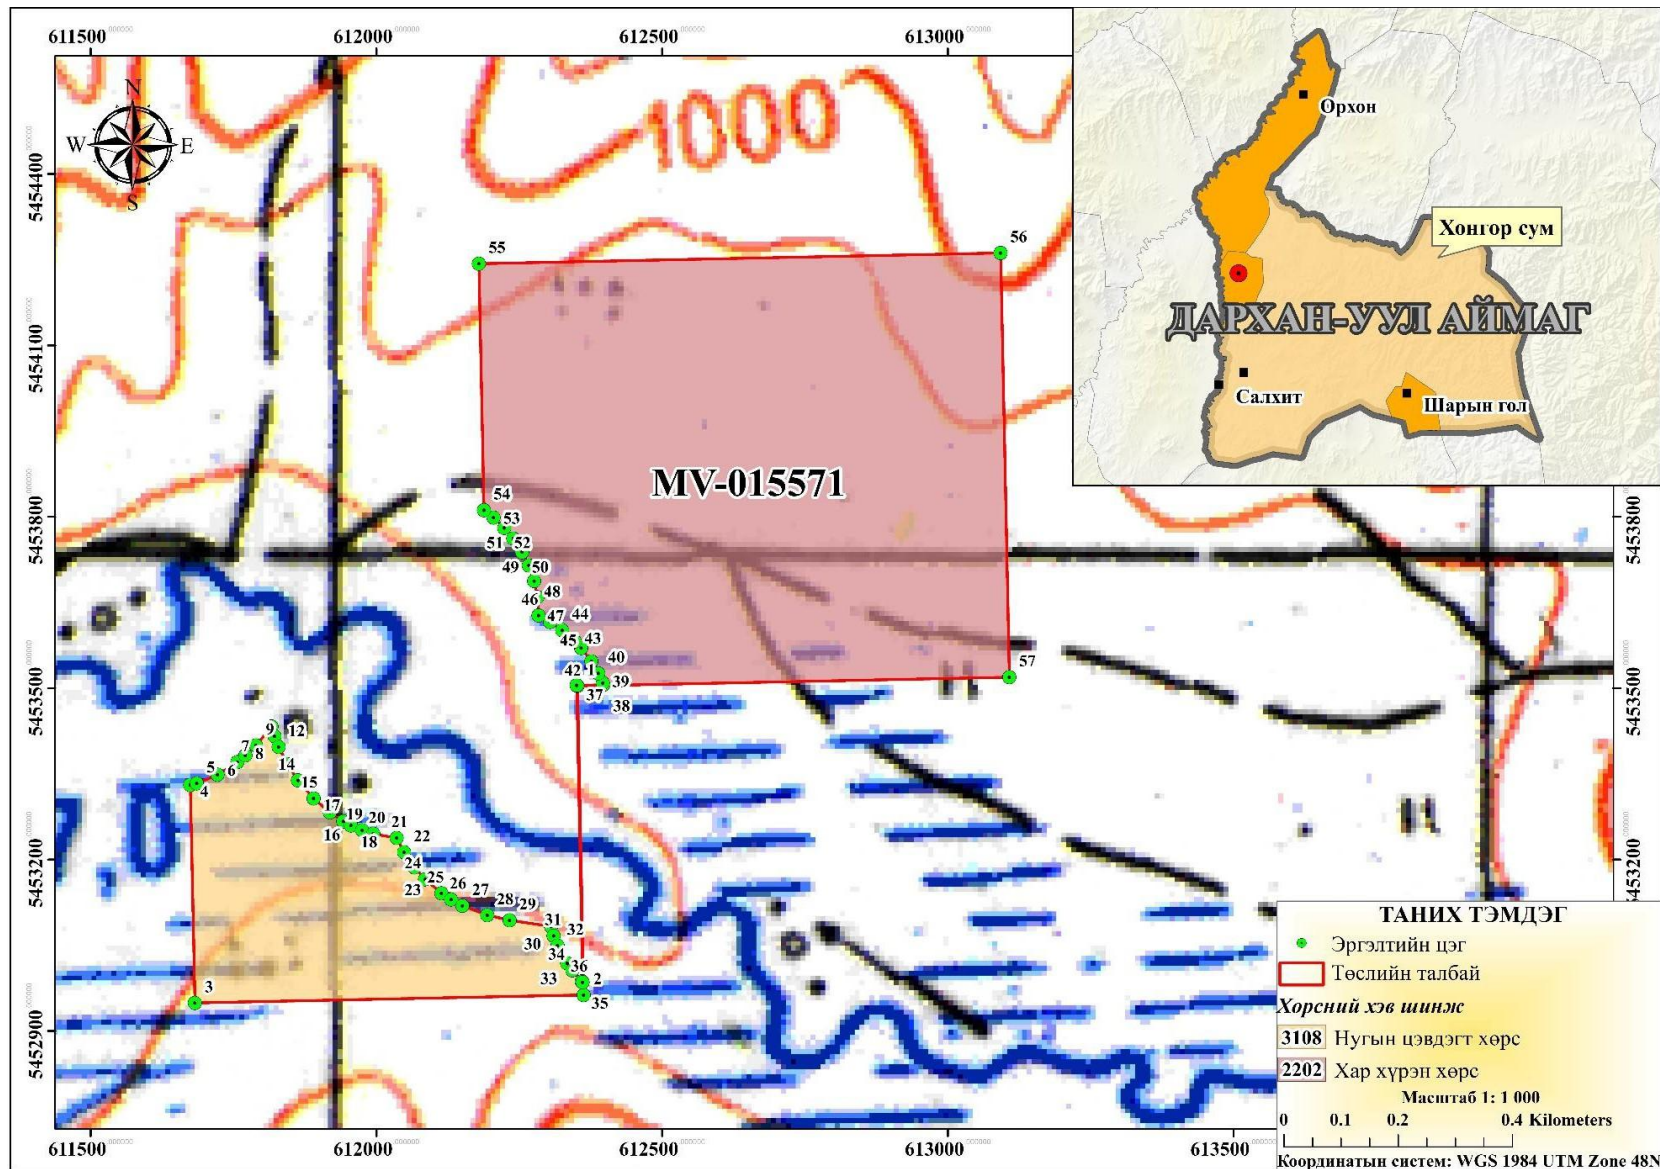 611500 612000 612500 613000
N
W E
S
1000
5454400
5454100
5453800
5453500
5453200
5452900
Орхон
Хонгор сум
ДАРХАН-УУЛ АЙМАГ
Салхит
Шарын гол
55
56
MV-015571
54
53
51 52
49 50
48
46
47 44
45 43
40
42 1
37 39
38
57
9 12
7
8
5 6
4
14
15
17
16 19 20
18
21
22
24
23 25
26
27
28
29
31
32
30
34
33 36
2
3
35
5453800
5453500
5453200
ТАНИХ ТЭМДЭГ
Эргэлтийн цэг
Төслийн талбай
Хөрсний хэв шинж
3108 Нугын цэвдэгт хөрс
2202 Хар хүрэн хөрс
Масштаб 1: 1 000
0 0.1 0.2 0.4 Kilometers
Координатын систем: WGS 1984 UTM Zone 48N
611500 612000 612500 613000 613500